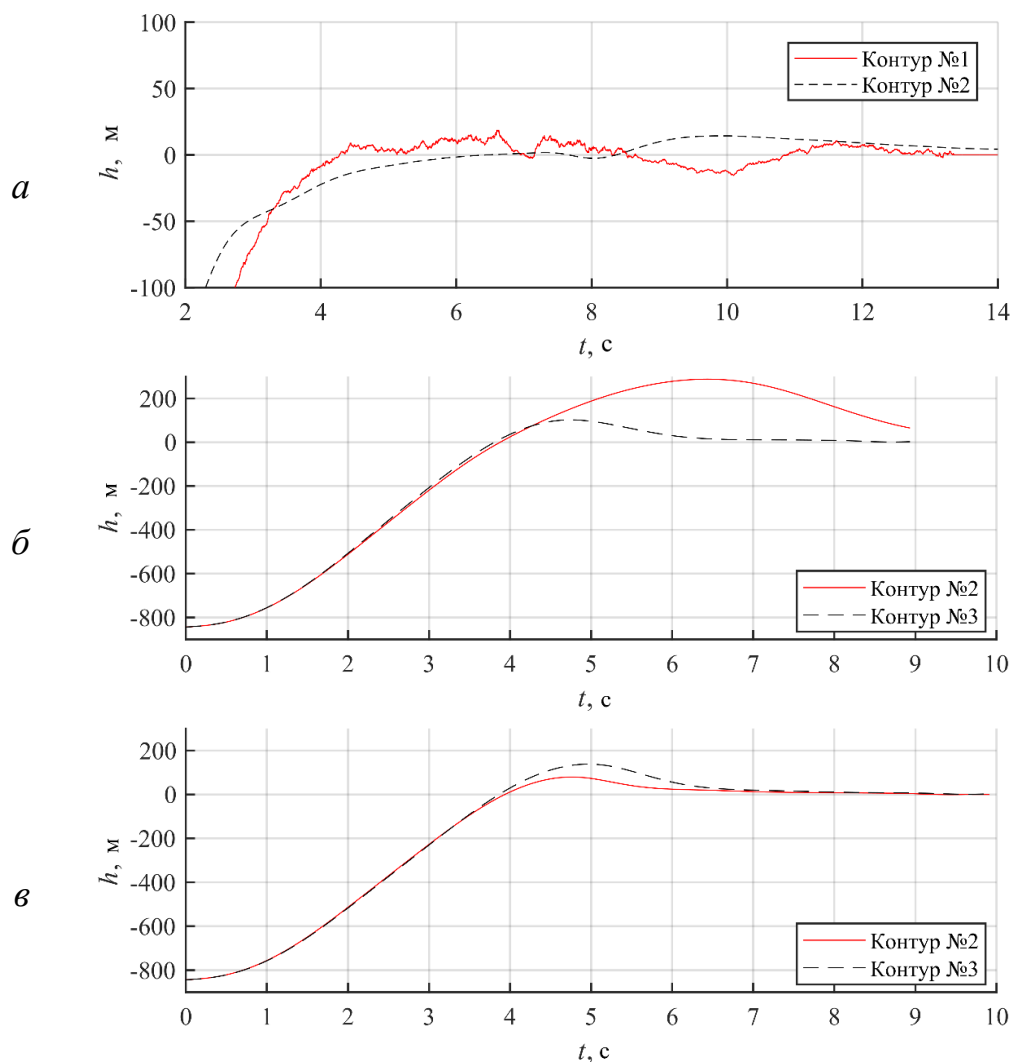 а
h, м
100
50
0
-50
-100
Контур №1
Контур №2
2 4 6 8 10 12 14
t, с
б
h, м
200
0
-200
-400
-600
-800
Контур №2
Контур №3
0 1 2 3 4 5 6 7 8 9 10
t, с
в
h, м
200
0
-200
-400
-600
-800
Контур №2
Контур №3
0 1 2 3 4 5 6 7 8 9 10
t, с